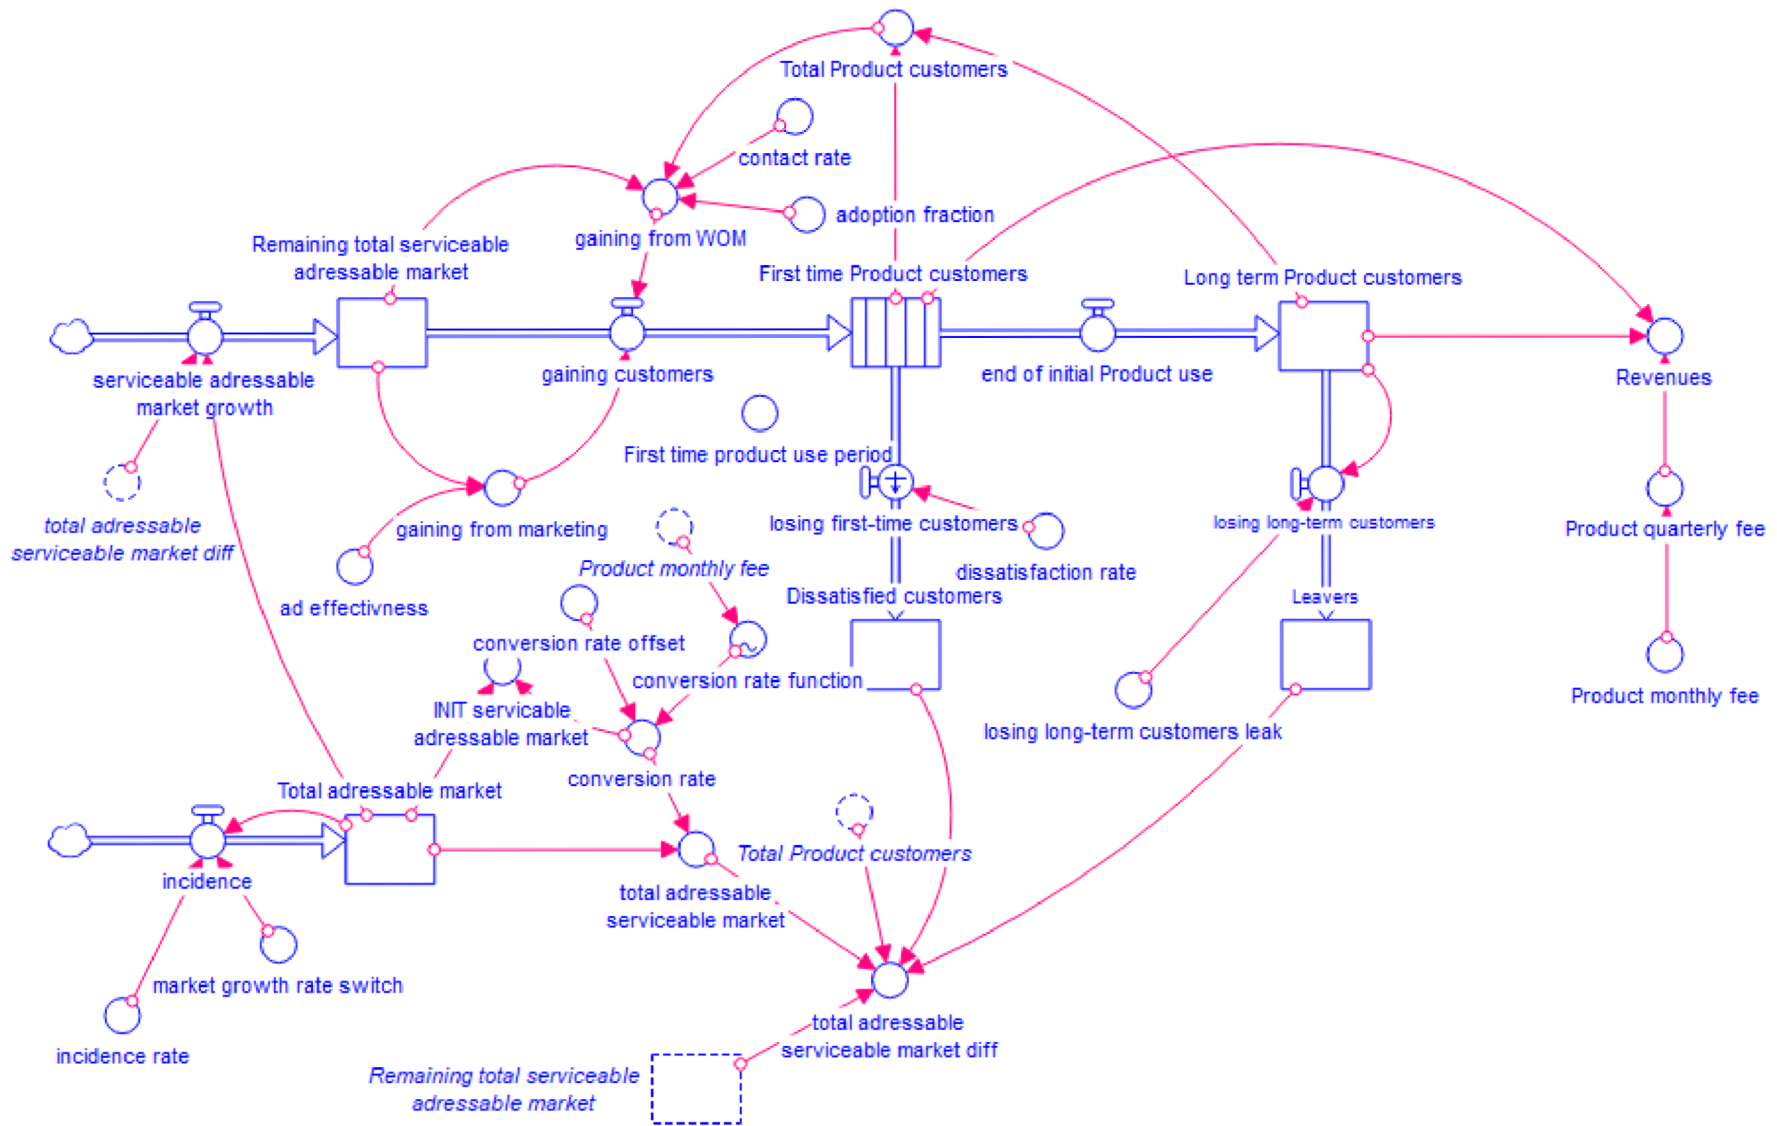 Total Product customers
contact rate
adoption fraction
gaining from WOM
Remaining total serviceable
adressable market
First time Product customers
Long term Product customers
serviceable adressable
market growth
gaining customers
end of initial Product use
Revenues
First time product use period
total adressable
serviceable market diff
gaining from marketing
losing first-time customers
losing long-term customers
Product quarterly fee
Product monthly fee
dissatisfaction rate
ad effectivness
Dissatisfied customers
Leavers
conversion rate offset
conversion rate function
Product monthly fee
INIT servicable
adressable market
losing long-term customers leak
conversion rate
Total adressable market
Total Product customers
incidence
total adressable
serviceable market
market growth rate switch
total adressable
serviceable market diff
incidence rate
Remaining total serviceable
adressable market